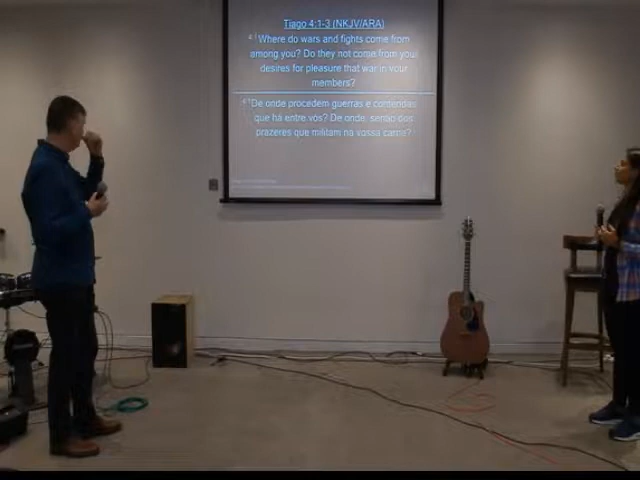 Tiago 4:1-3 (NKJV/ARA)
4:1 Where do wars and fights come from
among you? Do they not come from your
desires for pleasure that war in your
members?
4:1 De onde procedem guerras e contendas
que há entre vós? De onde, senão dos
prazeres que militam na vossa carne?